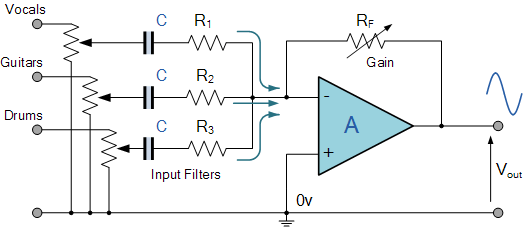 Vocals
C
R1
RF
Gain
Guitars
C
R2
-
A
Drums
C
R3
+
Input Filters
Vout
0v